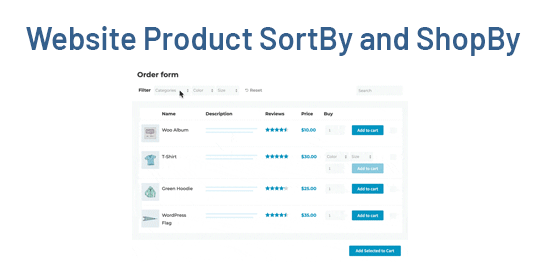 Website Product SortBy and ShopBy
Order form
Filter Categories Color Size Reset Search
Name Description Reviews Price Buy
Woo Album $10.00 1 Add to cart
T-Shirt $30.00 Color Size
1 Add to cart
Green Hoodie $25.00 1 Add to cart
WordPress $35.00 1 Add to cart
Flag
Add Selected to Cart